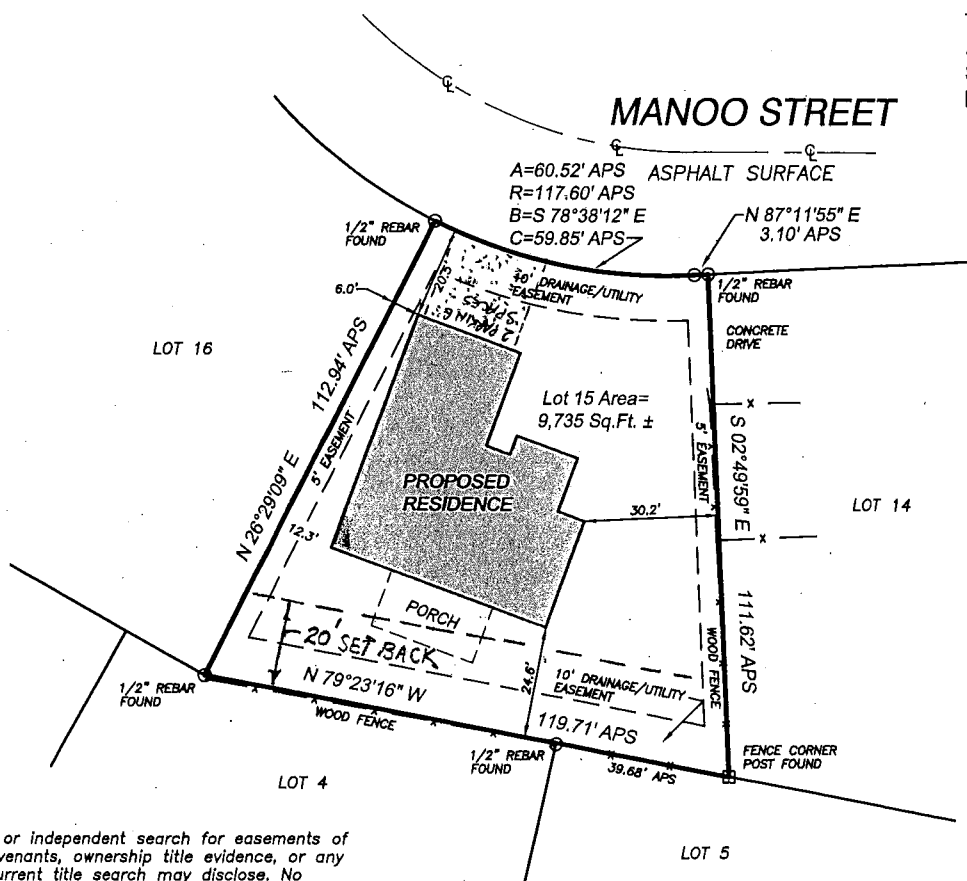 MANOO STREET
ASPHALT SURFACE
A=60.52' APS
R=117.60' APS
B=S 78°38'12" E
C=59.85' APS
N 87°11'55" E
3.10' APS
1/2" REBAR
FOUND
1/2" REBAR
FOUND
10' DRAINAGE/UTILITY
EASEMENT
20.5'
6.0'
2 PARKING
SPACES
CONCRETE
DRIVE
LOT 16
112.94' APS
N 26°29'09" E
5' EASEMENT
Lot 15 Area=
9,735 Sq.Ft. ±
PROPOSED
RESIDENCE
30.2'
5' EASEMENT
S 02°49'59" E
111.62' APS
LOT 14
12.3'
PORCH
20' SET BACK
24.6'
WOOD FENCE
10' DRAINAGE/UTILITY
EASEMENT
N 79°23'16" W
119.71' APS
WOOD FENCE
1/2" REBAR
FOUND
1/2" REBAR
FOUND
39.68' APS
FENCE CORNER
POST FOUND
LOT 4
LOT 5
or independent search for easements of
venants, ownership title evidence, or any
urrent title search may disclose. No